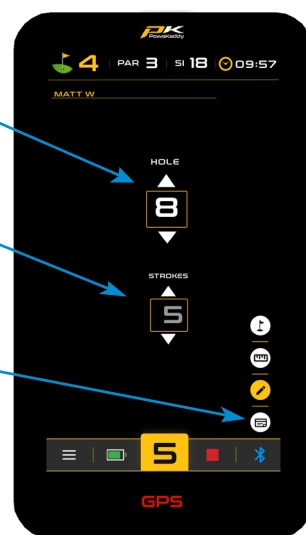 PK
PowaKaddy
4 PAR 3 SI 18 09:57
MATT W
HOLE
8
STROKES
5
5
GPS